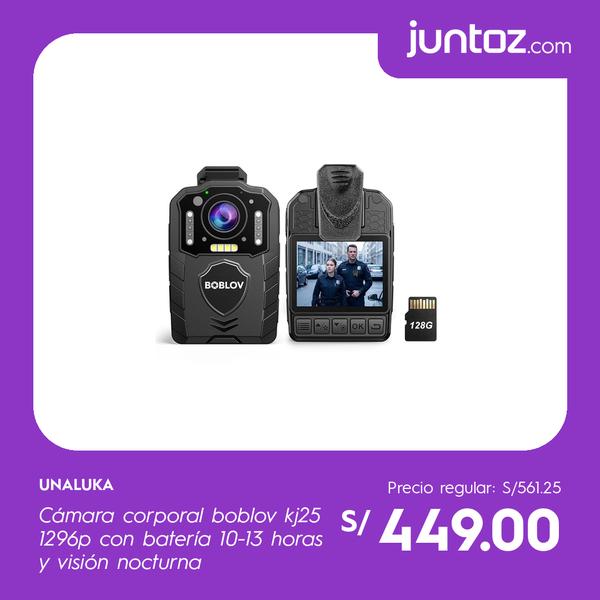 juntoz.com
BOBLOV
OK
128G
UNALUKA
Precio regular: S/561.25
Cámara corporal boblov kj25
1296p con batería 10-13 horas
y visión nocturna
S/ 449.00